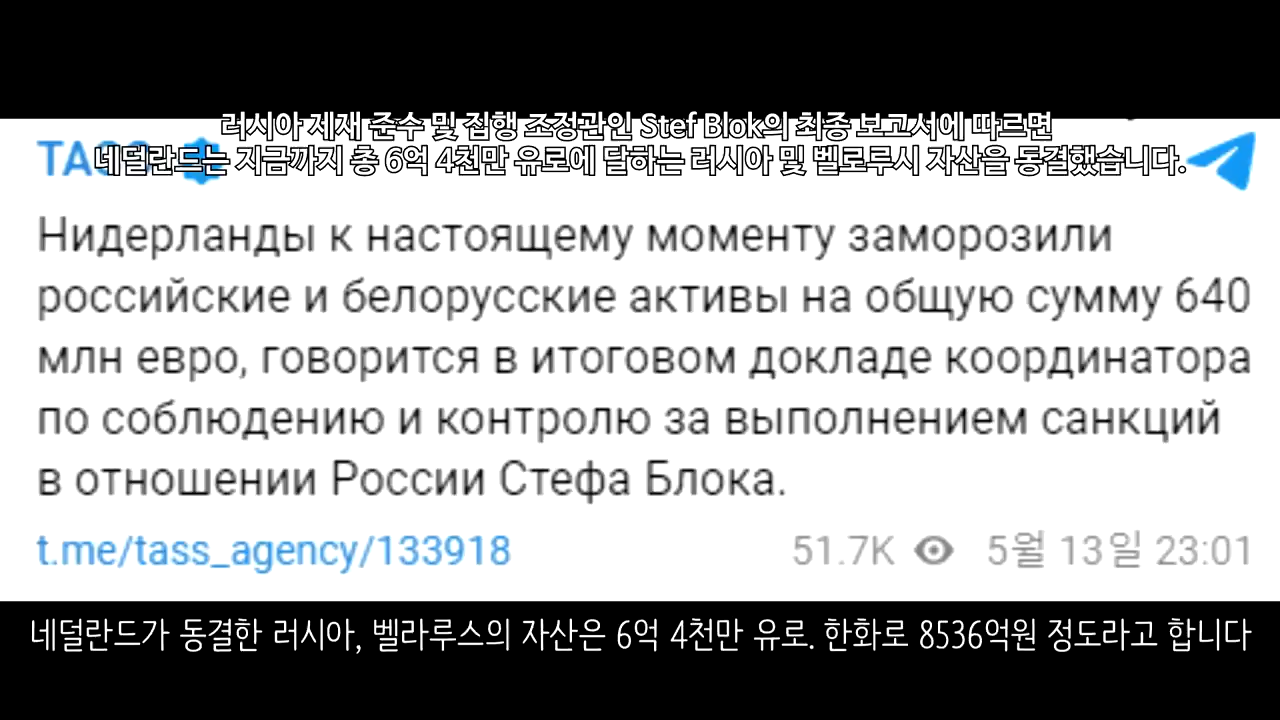 러시아 제재 준수 및 집행 조정관인 Stef Blok의 최종 보고서에 따르면
네덜란드는 지금까지 총 6억 4천만 유로에 달하는 러시아 및 벨로루시 자산을 동결했습니다.
ТАСС
Нидерланды к настоящему моменту заморозили
российские и белорусские активы на общую сумму 640
млн евро, говорится в итоговом докладе координатора
по соблюдению и контролю за выполнением санкций
в отношении России Стефа Блока.
t.me/tass_agency/133918 51.7K 5월 13일 23:01
네덜란드가 동결한 러시아, 벨라루스의 자산은 6억 4천만 유로. 한화로 8536억원 정도라고 합니다